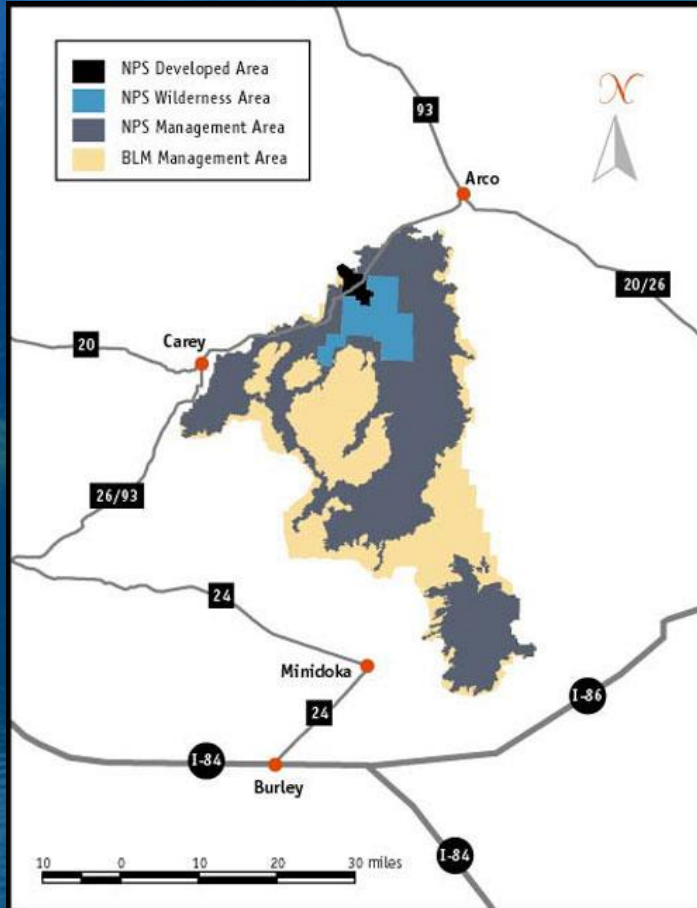 NPS Developed Area
NPS Wilderness Area
NPS Management Area
BLM Management Area
N
93
Arco
20/26
20
Carey
26/93
24
Minidoka
24
I-86
I-84
Burley
I-84
10 0 10 20 30 miles